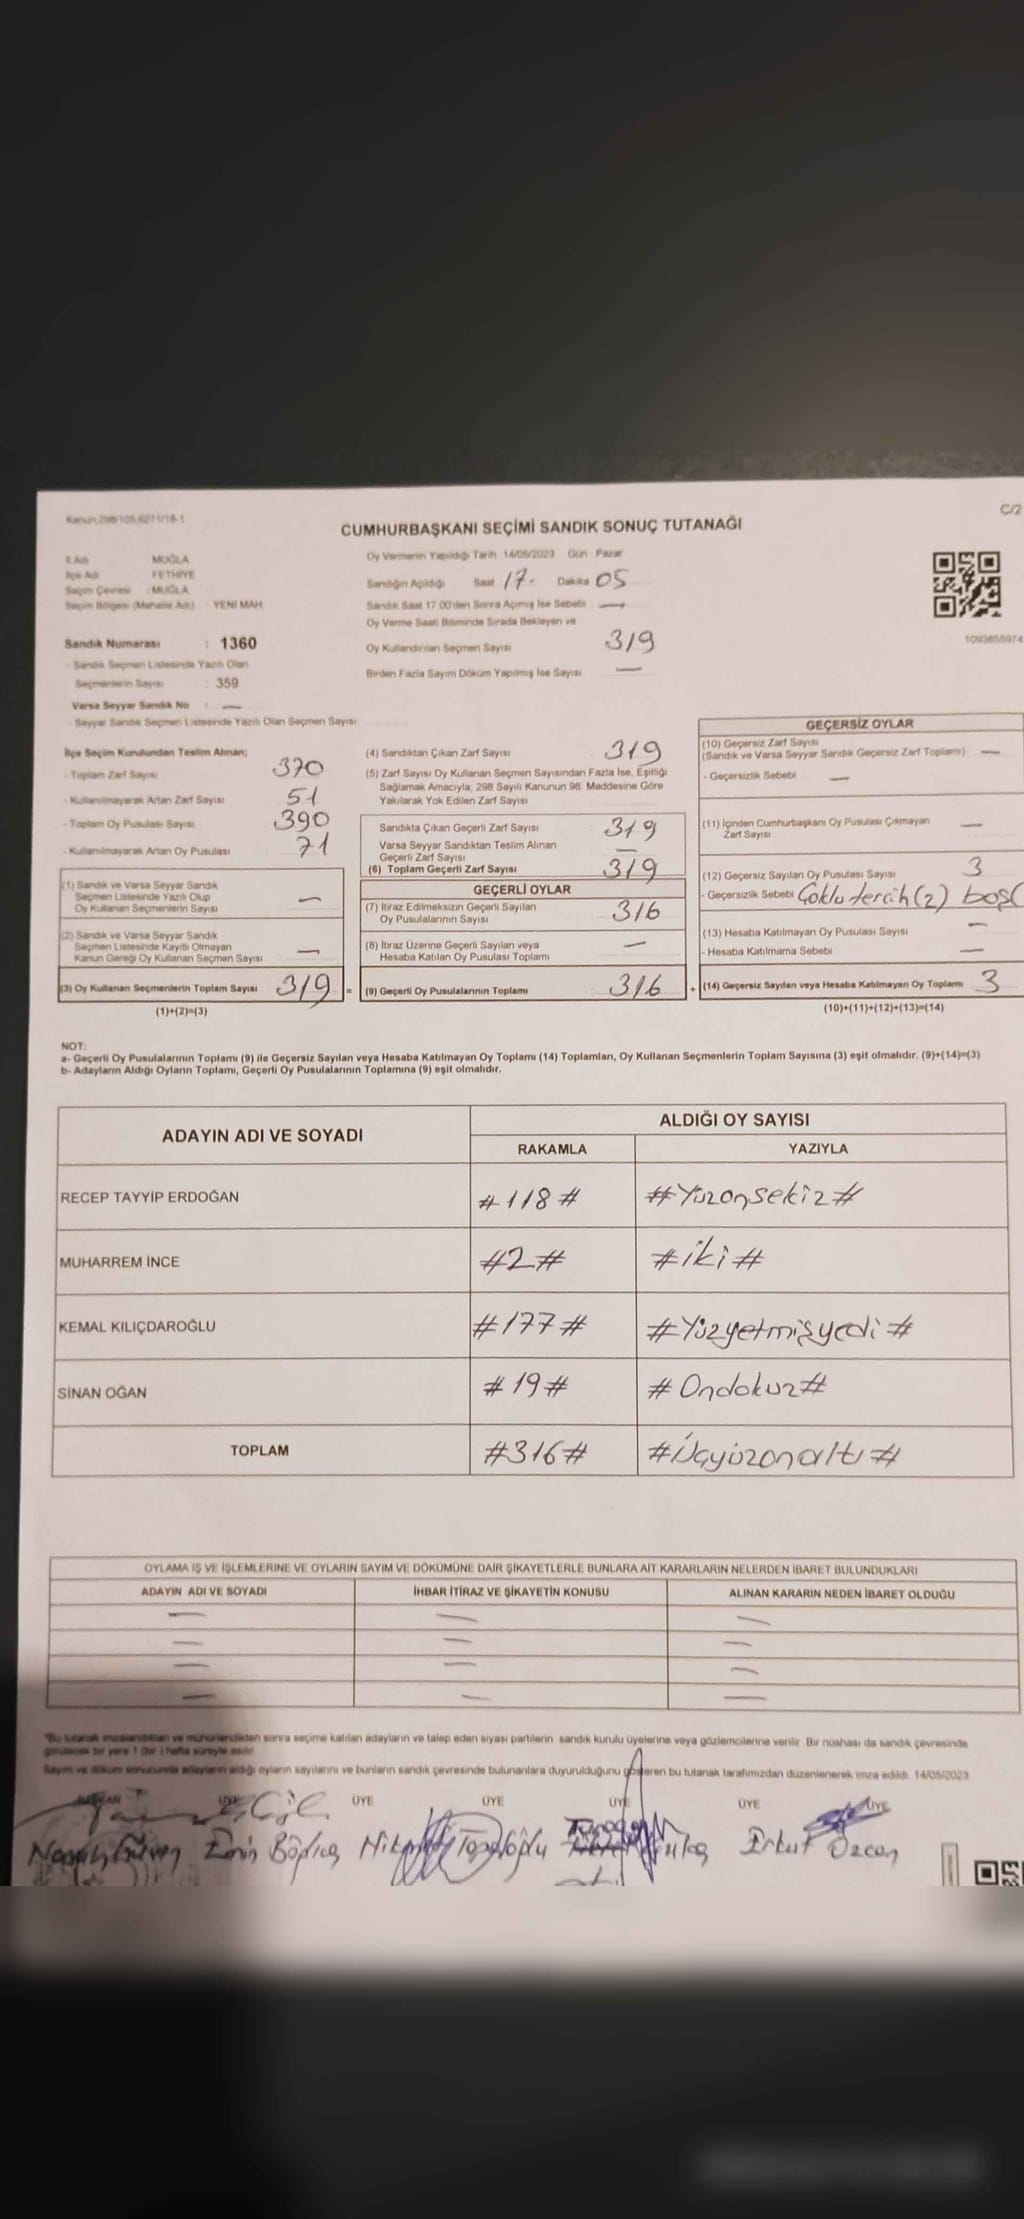 Kanun:298/105,6271/18-1
C/2
CUMHURBAŞKANI SEÇİMİ SANDIK SONUÇ TUTANAĞI
İl Adı MUĞLA
İlçe Adı FETHİYE
Seçim Çevresi : MUĞLA
Seçim Bölgesi (Mahalle Adı) YENİ MAH
Sandık Numarası : 1360
- Sandık Seçmen Listesinde Yazılı Olan
Seçmenlerin Sayısı : 359
Varsa Seyyar Sandık No : —
- Seyyar Sandık Seçmen Listesinde Yazılı Olan Seçmen Sayısı
Oy Vermenin Yapıldığı Tarih : 14/05/2023 Gün : Pazar
Sandığın Açıldığı Saat 17 Dakika 05
Sandık Saat 17:00'den Sonra Açılmış İse Sebebi —
Oy Verme Saati Bitiminde Sırada Bekleyen ve
Oy Kullandırılan Seçmen Sayısı 319
Birden Fazla Sayım Döküm Yapılmış İse Sayısı —
1093855974
İlçe Seçim Kurulundan Teslim Alınan;
- Toplam Zarf Sayısı 370
- Kullanılmayarak Artan Zarf Sayısı 51
- Toplam Oy Pusulası Sayısı 390
- Kullanılmayarak Artan Oy Pusulası 71
(1) Sandık ve Varsa Seyyar Sandık
Seçmen Listesinde Yazılı Olup
Oy Kullanan Seçmenlerin Sayısı —
(2) Sandık ve Varsa Seyyar Sandık
Seçmen Listesinde Kayıtlı Olmayan
Kanun Gereği Oy Kullanan Seçmen Sayısı —
(3) Oy Kullanan Seçmenlerin Toplam Sayısı 319 =
(1)+(2)=(3)
(4) Sandıktan Çıkan Zarf Sayısı 319
(5) Zarf Sayısı Oy Kullanan Seçmen Sayısından Fazla İse, Eşitliği
Sağlamak Amacıyla; 298 Sayılı Kanunun 98. Maddesine Göre
Yakılarak Yok Edilen Zarf Sayısı
Sandıkta Çıkan Geçerli Zarf Sayısı 319
Varsa Seyyar Sandıktan Teslim Alınan
Geçerli Zarf Sayısı —
(6) Toplam Geçerli Zarf Sayısı 319
GEÇERLİ OYLAR
(7) İtiraz Edilmeksizin Geçerli Sayılan
Oy Pusulalarının Sayısı 316
(8) İtiraz Üzerine Geçerli Sayılan veya
Hesaba Katılan Oy Pusulası Toplamı —
(9) Geçerli Oy Pusulalarının Toplamı 316 +
GEÇERSİZ OYLAR
(10) Geçersiz Zarf Sayısı
(Sandık ve Varsa Seyyar Sandık Geçersiz Zarf Toplamı) —
- Geçersizlik Sebebi —
(11) İçinden Cumhurbaşkanı Oy Pusulası Çıkmayan
Zarf Sayısı —
(12) Geçersiz Sayılan Oy Pusulası Sayısı 3
- Geçersizlik Sebebi Çoklu tercih (2) boş(
(13) Hesaba Katılmayan Oy Pusulası Sayısı —
- Hesaba Katılmama Sebebi —
(14) Geçersiz Sayılan veya Hesaba Katılmayan Oy Toplamı 3
(10)+(11)+(12)+(13)=(14)
NOT:
a- Geçerli Oy Pusulalarının Toplamı (9) ile Geçersiz Sayılan veya Hesaba Katılmayan Oy Toplamı (14) Toplamları, Oy Kullanan Seçmenlerin Toplam Sayısına (3) eşit olmalıdır. (9)+(14)=(3)
b- Adayların Aldığı Oyların Toplamı, Geçerli Oy Pusulalarının Toplamına (9) eşit olmalıdır.
ADAYIN ADI VE SOYADI
ALDIĞI OY SAYISI
RAKAMLA YAZIYLA
RECEP TAYYİP ERDOĞAN #118# #Yüzonsekiz#
MUHARREM İNCE #2# #iki#
KEMAL KILIÇDAROĞLU #177# #Yüzyetmişyedi#
SİNAN OĞAN #19# #Ondokuz#
TOPLAM #316# #Üçyüzonaltı#
OYLAMA İŞ VE İŞLEMLERİNE VE OYLARIN SAYIM VE DÖKÜMÜNE DAİR ŞİKAYETLERLE BUNLARA AİT KARARLARIN NELERDEN İBARET BULUNDUKLARI
ADAYIN ADI VE SOYADI İHBAR İTİRAZ VE ŞİKAYETİN KONUSU ALINAN KARARIN NEDEN İBARET OLDUĞU
— — —
— — —
— — —
— — —
*Bu tutanak imzalandıktan ve mühürlendikten sonra seçime katılan adayların ve talep eden siyasi partilerin sandık kurulu üyelerine veya gözlemcilerine verilir. Bir nüshası da sandık çevresinde
görülecek bir yere 1 (bir) hafta süreyle asılır.
Sayım ve döküm sonucunda adayların aldığı oyların sayılarını ve bunların sandık çevresinde bulunanlara duyurulduğunu gösteren bu tutanak tarafımızdan düzenlenerek imza edildi. 14/05/2023
BAŞKAN ÜYE ÜYE ÜYE ÜYE ÜYE ÜYE
Emin Topaloğlu Erkut Özcan